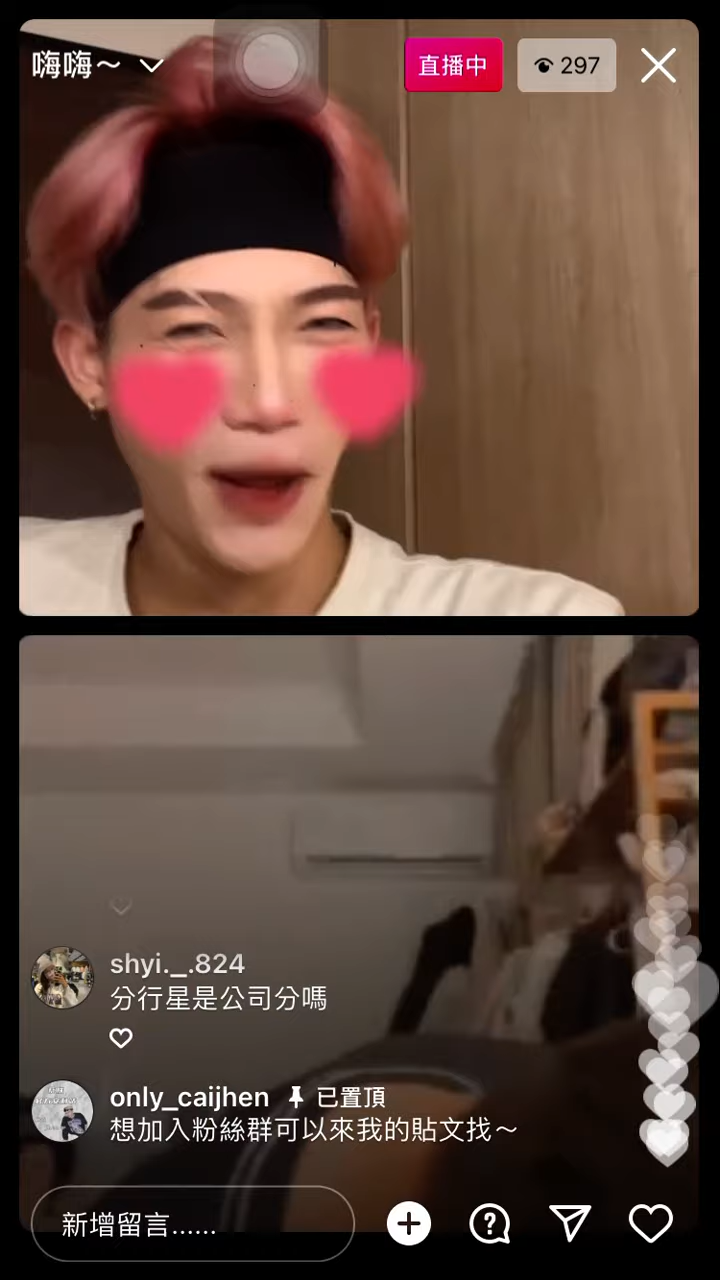 嗨嗨～
直播中
297
shyi._.824
分行星是公司分嗎
only_caijhen 已置頂
想加入粉絲群可以來我的貼文找～
新增留言......